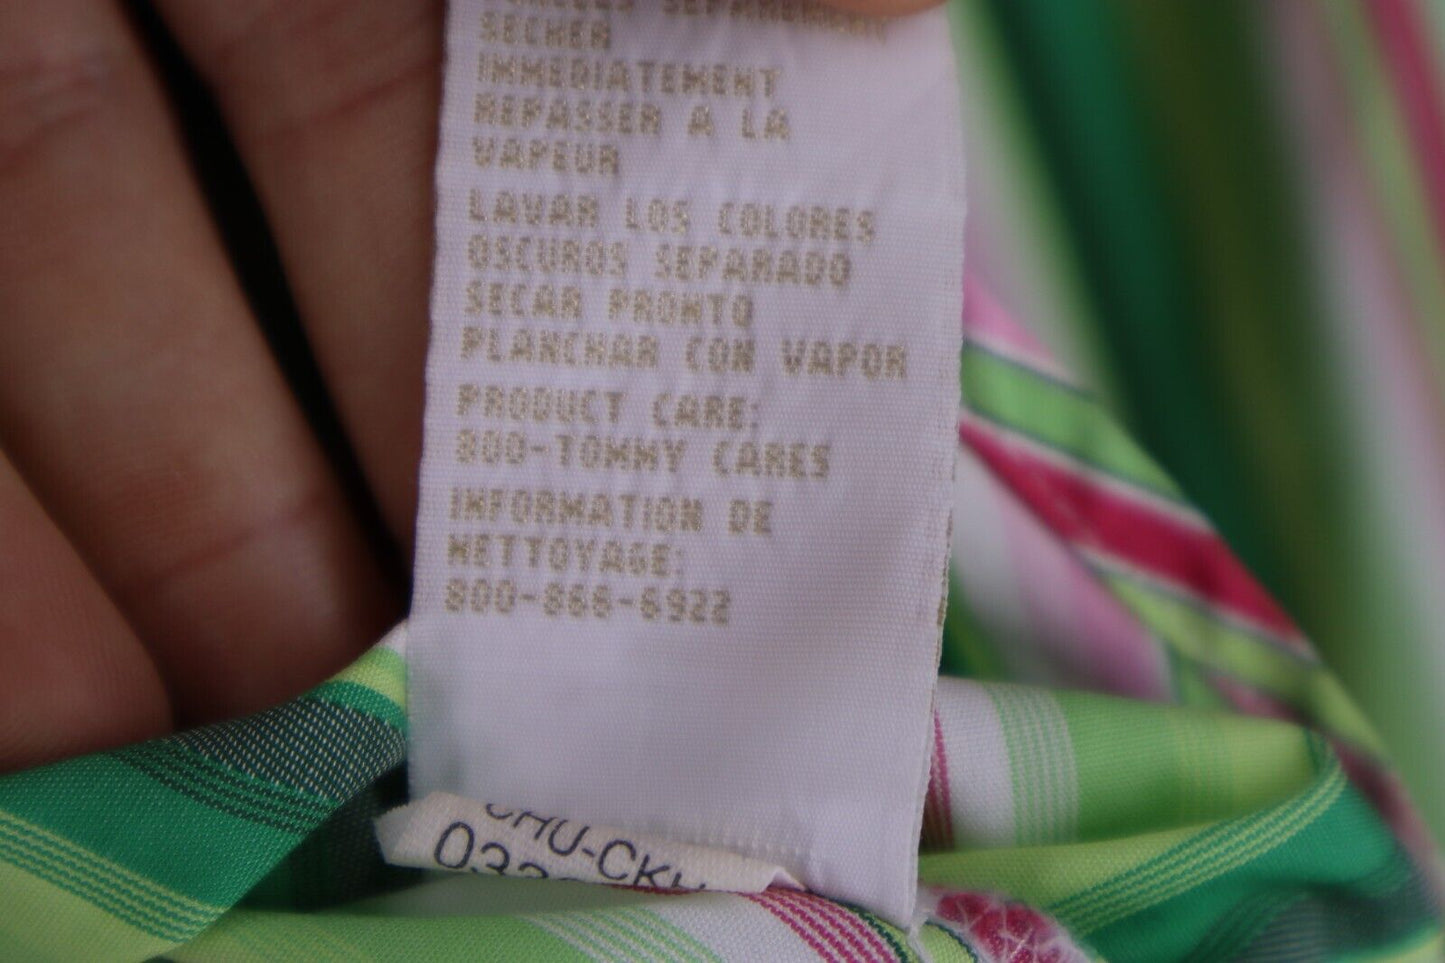 SECHER
IMMEDIATEMENT
REPASSER A LA
VAPEUR
LAVAR LOS COLORES
OSCUROS SEPARADO
SECAR PRONTO
PLANCHAR CON VAPOR
PRODUCT CARE:
800-TOMMY CARES
INFORMATION DE
NETTOYAGE:
800-866-6922